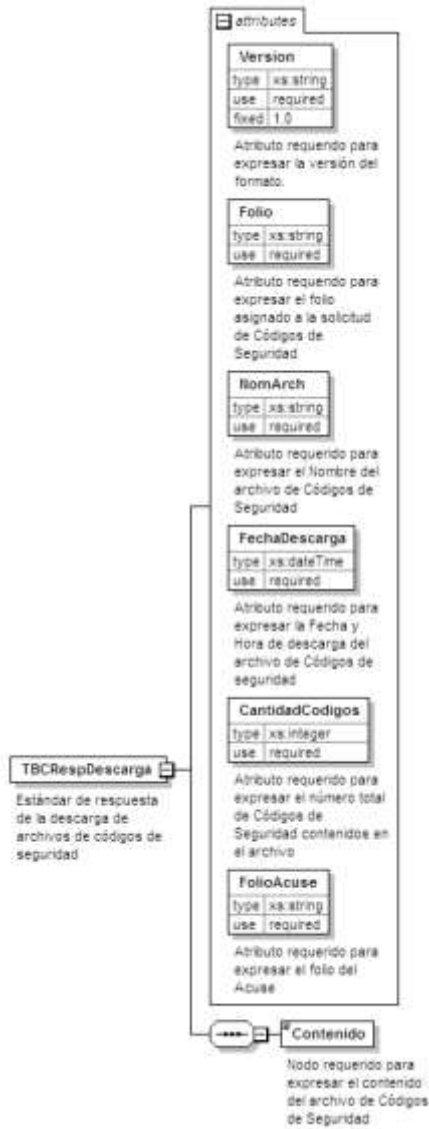 attributes
Version
type xs:string
use required
fixed 1.0
Atributo requerido para
expresar la versión del
formato.
Folio
type xs:string
use required
Atributo requerido para
expresar el folio
asignado a la solicitud
de Códigos de
Seguridad
NomArch
type xs:string
use required
Atributo requerido para
expresar el Nombre del
archivo de Códigos de
Seguridad
FechaDescarga
type xs:dateTime
use required
Atributo requerido para
expresar la Fecha y
Hora de descarga del
archivo de Códigos de
seguridad
CantidadCodigos
type xs:integer
use required
Atributo requerido para
expresar el número total
de Códigos de
Seguridad contenidos en
el archivo
FolioAcuse
type xs:string
use required
Atributo requerido para
expresar el folio del
Acuse
TBCRespDescarga
Estándar de respuesta
de la descarga de
archivos de códigos de
seguridad
Contenido
Nodo requerido para
expresar el contenido
del archivo de Códigos
de Seguridad